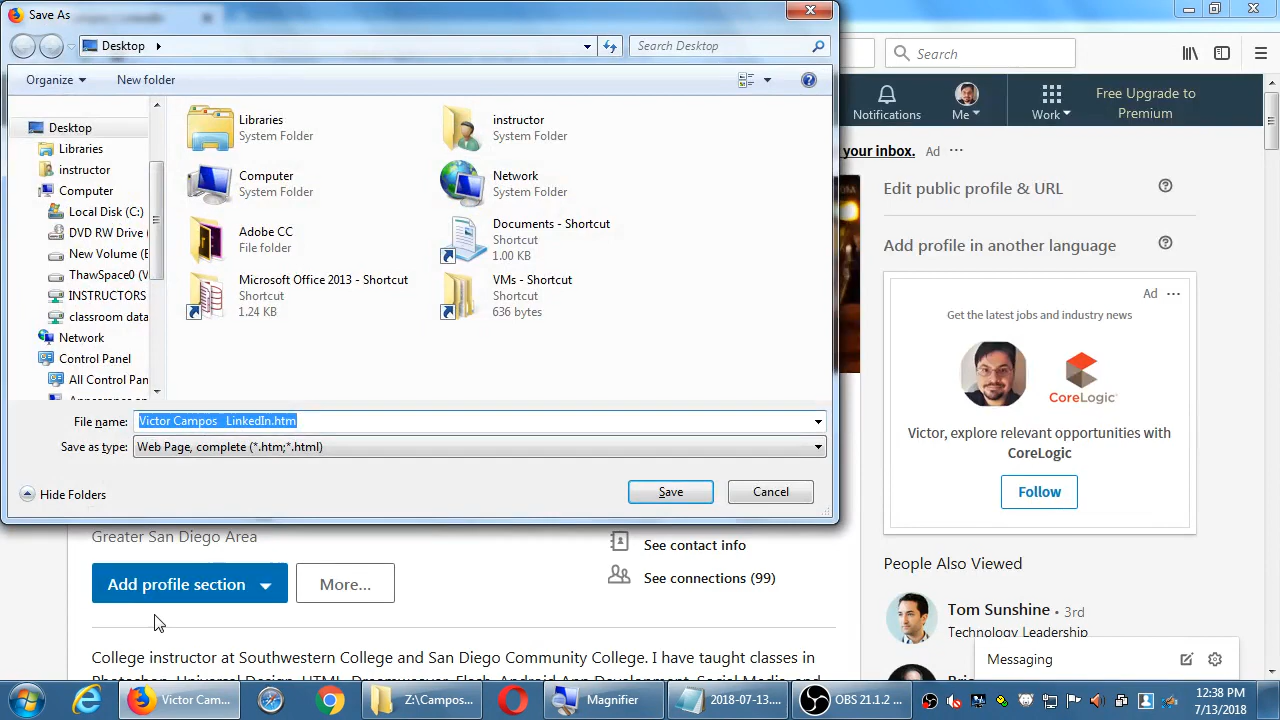 Save As
Desktop
Search Desktop
Search
Organize
New folder
Notifications
Me
Work
Free Upgrade to
Premium
Desktop
Libraries
instructor
Computer
Local Disk (C:)
DVD RW Drive (
New Volume (
ThawSpace0 (V
INSTRUCTORS
classroom data
Network
Control Panel
All Control Pan
Libraries
System Folder
instructor
System Folder
Computer
System Folder
Network
System Folder
Adobe CC
File folder
Documents - Shortcut
Shortcut
1.00 KB
Microsoft Office 2013 - Shortcut
Shortcut
1.24 KB
VMs - Shortcut
Shortcut
636 bytes
File name:
Victor Campos   LinkedIn.htm
Save as type:
Web Page, complete (*.htm;*.html)
Hide Folders
Save
Cancel
your inbox. Ad ...
Edit public profile & URL
Add profile in another language
Ad ...
Get the latest jobs and industry news
CoreLogic
Victor, explore relevant opportunities with
CoreLogic
Follow
Greater San Diego Area
See contact info
See connections (99)
Add profile section
More...
People Also Viewed
Tom Sunshine • 3rd
Technology Leadership
College instructor at Southwestern College and San Diego Community College. I have taught classes in
Messaging
Victor Cam...
Z:\Campos...
Magnifier
2018-07-13....
OBS 21.1.2 ...
12:38 PM
7/13/2018